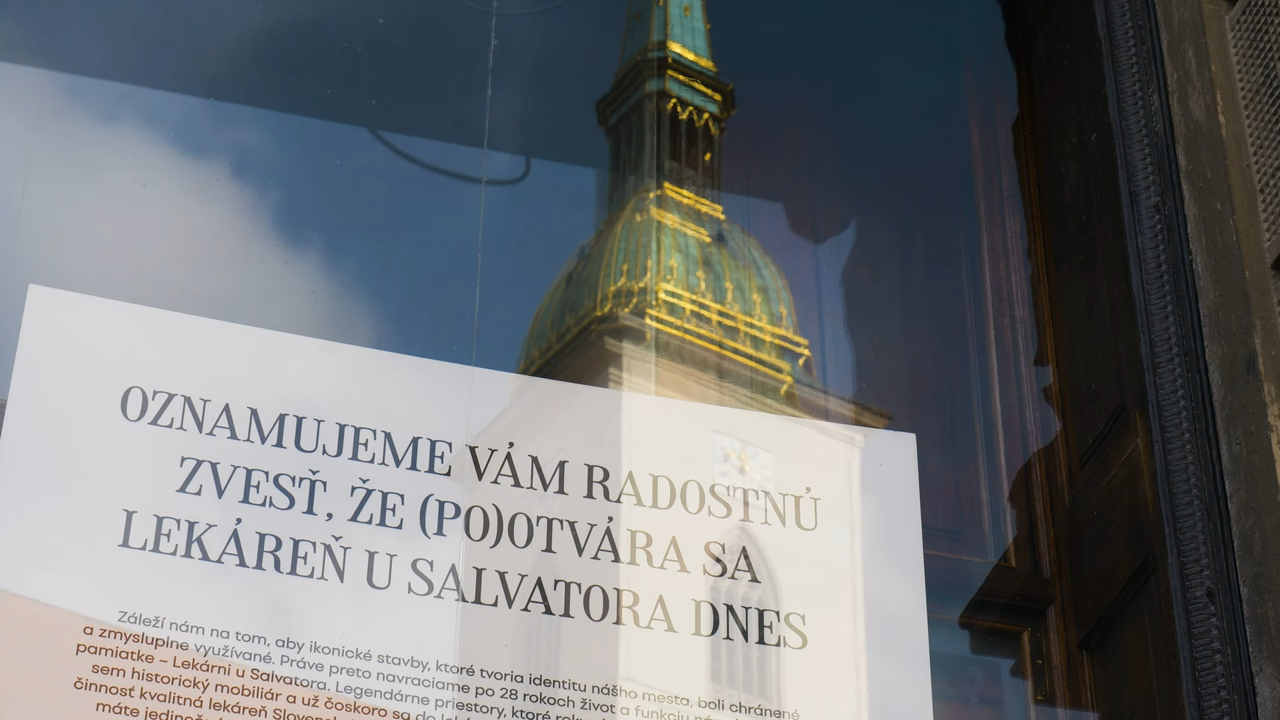 OZNAMUJEME VÁM RADOSTNÚ
ZVESŤ, ŽE (PO)OTVÁRA SA
LEKÁREŇ U SALVATORA DNES
Záleží nám na tom, aby ikonické stavby, ktoré tvoria identitu nášho mesta, boli chránené
a zmysluplne využívané. Práve preto navraciame po 28 rokoch život a funkciu
pamiatke – Lekárni u Salvatora. Legendárne priestory, ktoré
sem historický mobiliár a už čoskoro sa do
činnosť kvalitná lekáreň
máte